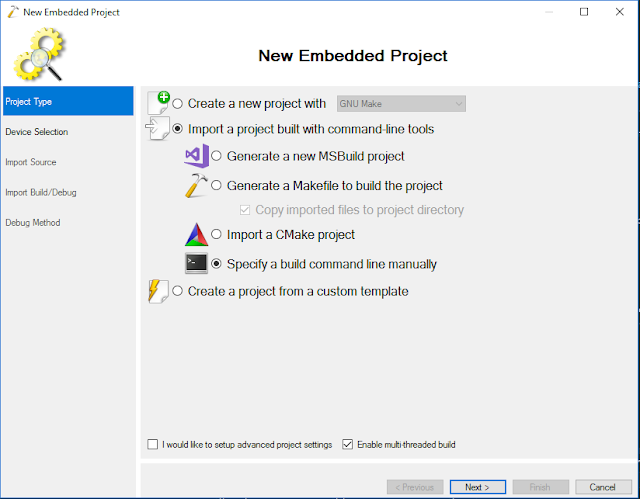 New Embedded Project
New Embedded Project
Project Type
Device Selection
Import Source
Import Build/Debug
Debug Method
Create a new project with GNU Make
Import a project built with command-line tools
Generate a new MSBuild project
Generate a Makefile to build the project
Copy imported files to project directory
Import a CMake project
Specify a build command line manually
Create a project from a custom template
I would like to setup advanced project settings Enable multi-threaded build
< Previous Next > Finish Cancel